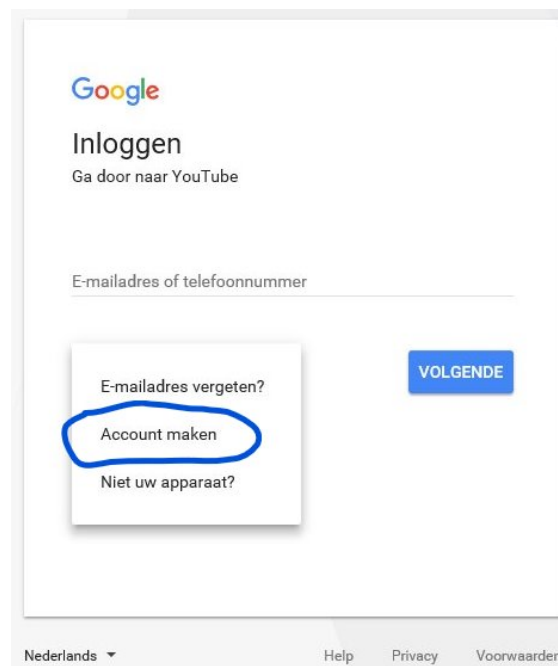 Google
Inloggen
Ga door naar YouTube
E-mailadres of telefoonnummer
E-mailadres vergeten?
VOLGENDE
Account maken
Niet uw apparaat?
Nederlands Help Privacy Voorwaarden